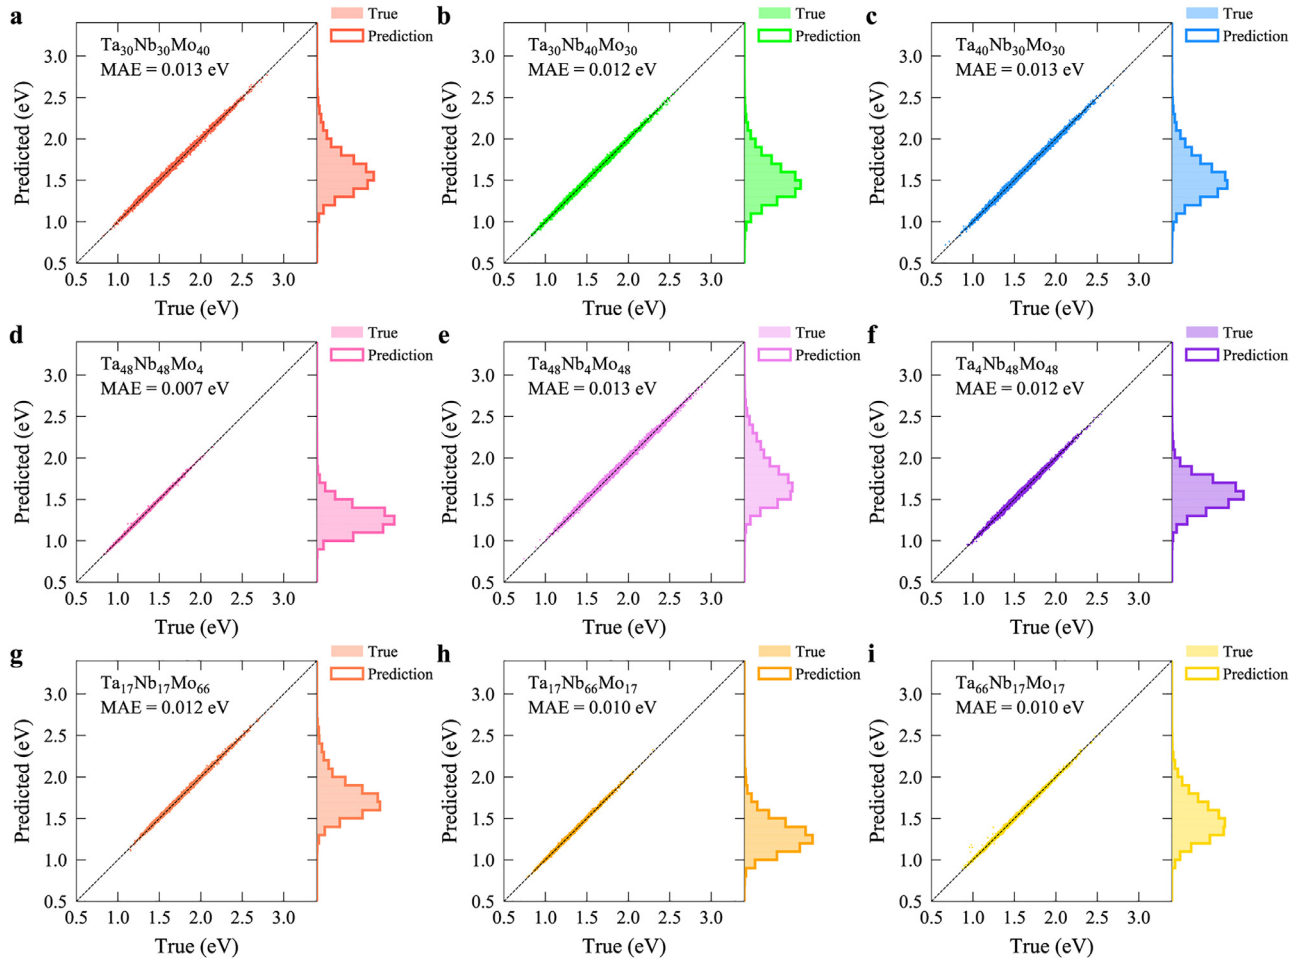 a
True
Prediction
Ta30Nb30Mo40
MAE = 0.013 eV
Predicted (eV)
3.0
2.5
2.0
1.5
1.0
0.5
0.5 1.0 1.5 2.0 2.5 3.0
True (eV)
b
True
Prediction
Ta30Nb40Mo30
MAE = 0.012 eV
Predicted (eV)
3.0
2.5
2.0
1.5
1.0
0.5
0.5 1.0 1.5 2.0 2.5 3.0
True (eV)
c
True
Prediction
Ta40Nb30Mo30
MAE = 0.013 eV
Predicted (eV)
3.0
2.5
2.0
1.5
1.0
0.5
0.5 1.0 1.5 2.0 2.5 3.0
True (eV)
d
True
Prediction
Ta48Nb48Mo4
MAE = 0.007 eV
Predicted (eV)
3.0
2.5
2.0
1.5
1.0
0.5
0.5 1.0 1.5 2.0 2.5 3.0
True (eV)
e
True
Prediction
Ta48Nb4Mo48
MAE = 0.013 eV
Predicted (eV)
3.0
2.5
2.0
1.5
1.0
0.5
0.5 1.0 1.5 2.0 2.5 3.0
True (eV)
f
True
Prediction
Ta4Nb48Mo48
MAE = 0.012 eV
Predicted (eV)
3.0
2.5
2.0
1.5
1.0
0.5
0.5 1.0 1.5 2.0 2.5 3.0
True (eV)
g
True
Prediction
Ta17Nb17Mo66
MAE = 0.012 eV
Predicted (eV)
3.0
2.5
2.0
1.5
1.0
0.5
0.5 1.0 1.5 2.0 2.5 3.0
True (eV)
h
True
Prediction
Ta17Nb66Mo17
MAE = 0.010 eV
Predicted (eV)
3.0
2.5
2.0
1.5
1.0
0.5
0.5 1.0 1.5 2.0 2.5 3.0
True (eV)
i
True
Prediction
Ta66Nb17Mo17
MAE = 0.010 eV
Predicted (eV)
3.0
2.5
2.0
1.5
1.0
0.5
0.5 1.0 1.5 2.0 2.5 3.0
True (eV)